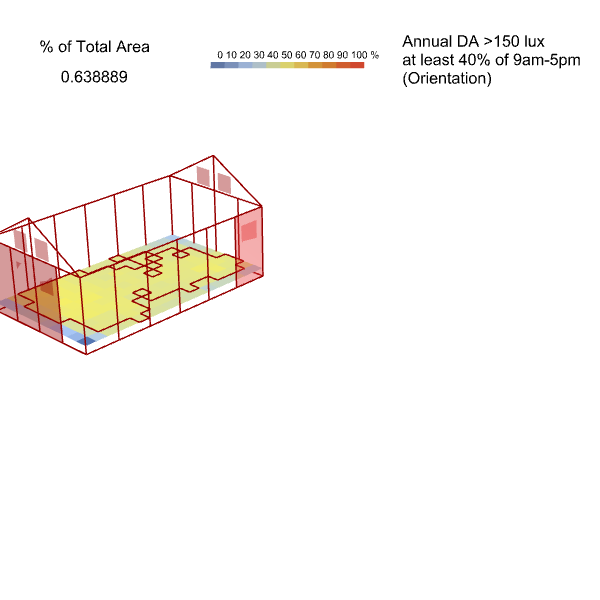 % of Total Area
0.638889
0 10 20 30 40 50 60 70 80 90 100 %
Annual DA >150 lux
at least 40% of 9am-5pm
(Orientation)